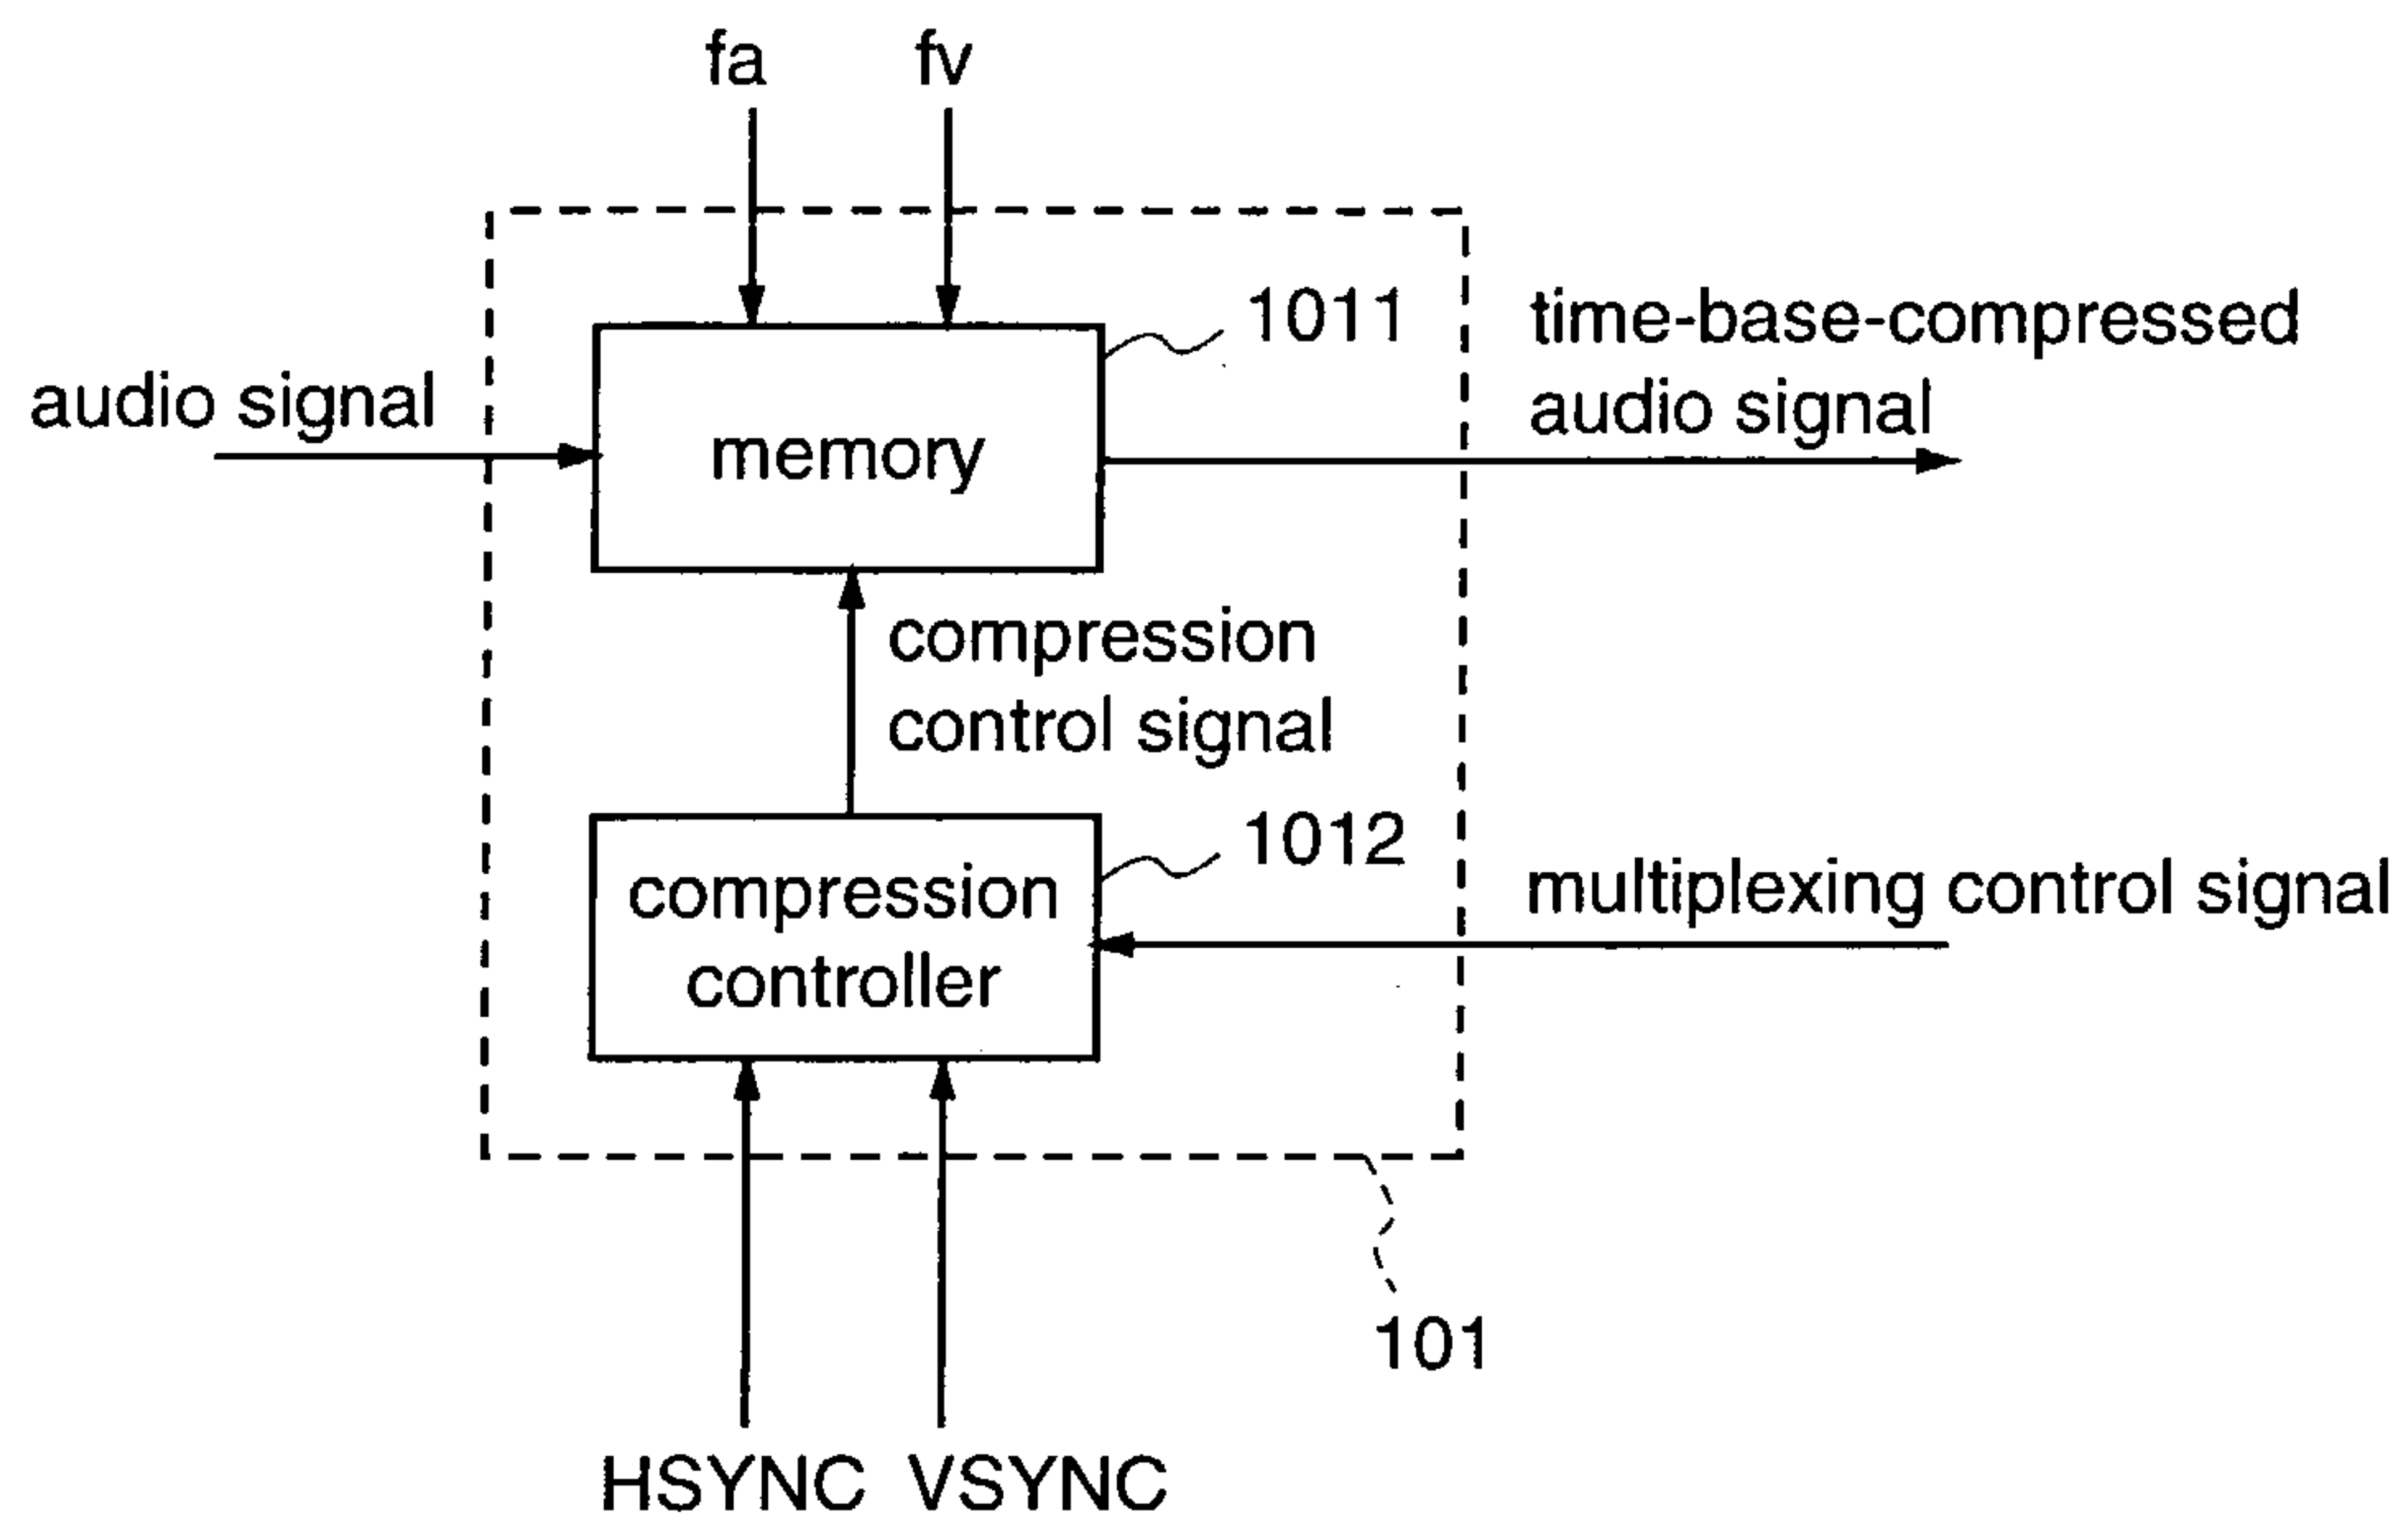 fa fv
1011
time-base-compressed
audio signal
audio signal
memory
compression
control signal
1012
compression
controller
multiplexing control signal
101
HSYNC VSYNC